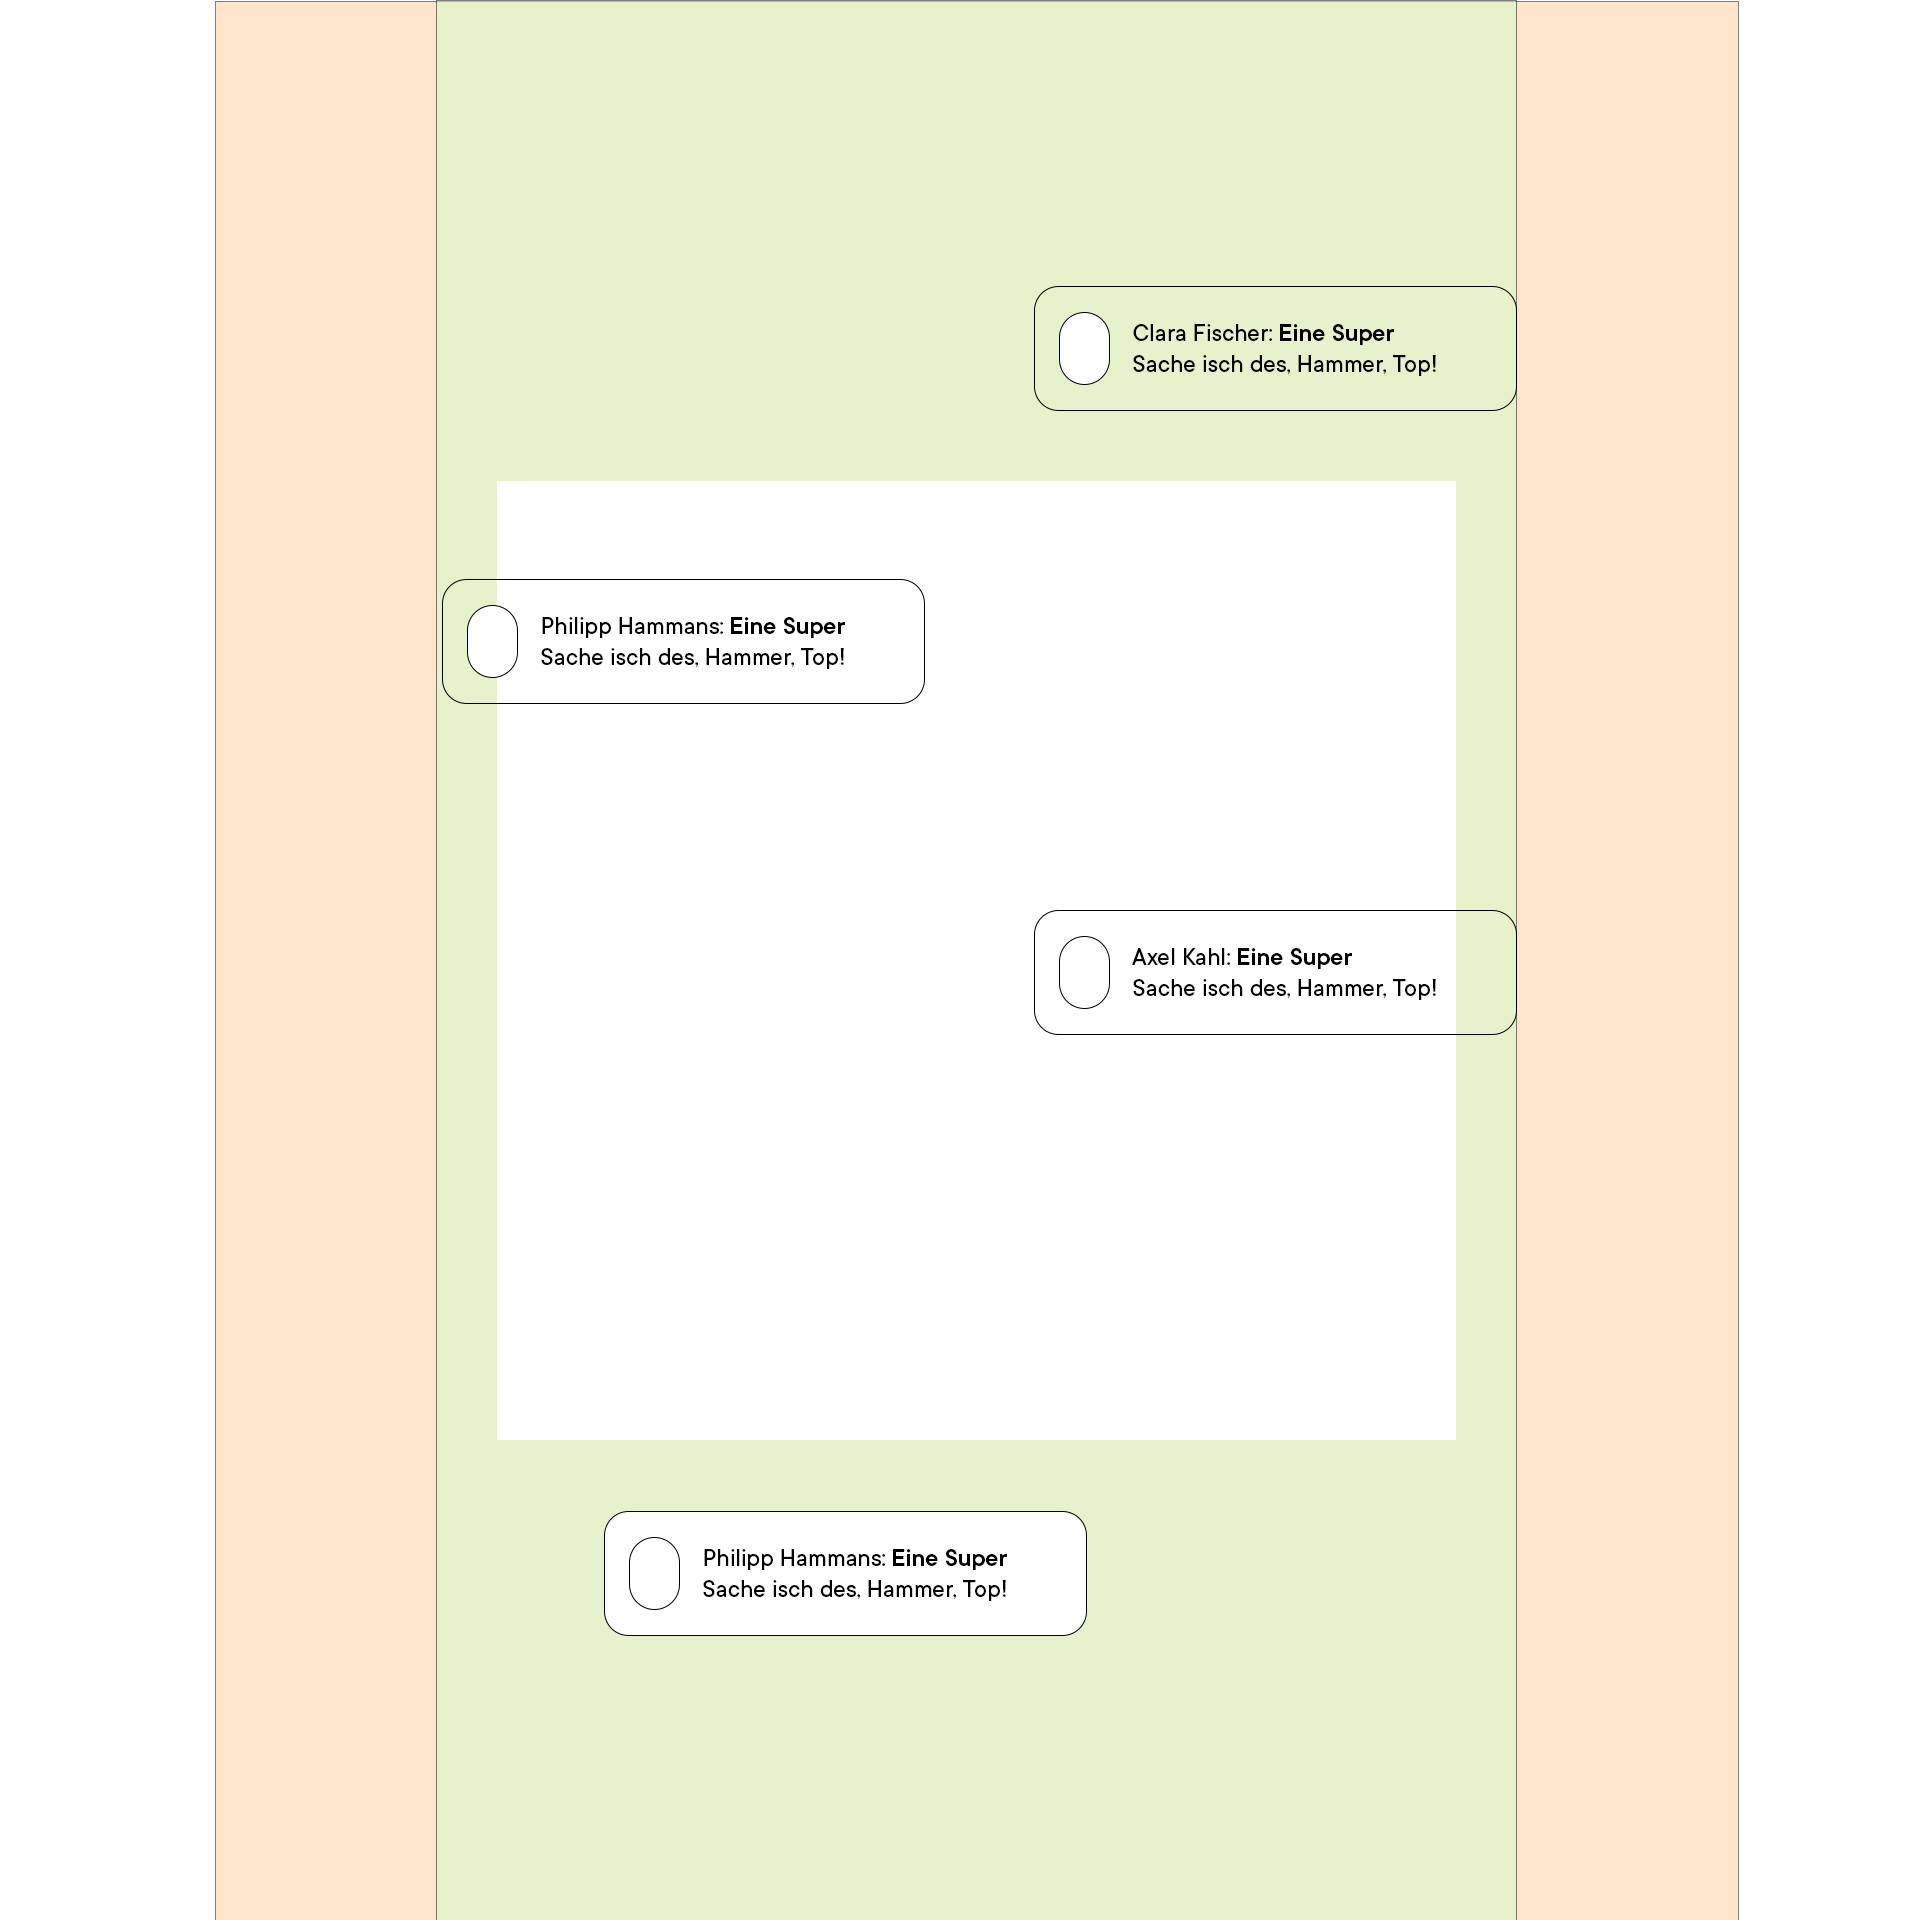 Clara Fischer: Eine Super
Sache isch des, Hammer, Top!
Philipp Hammans: Eine Super
Sache isch des, Hammer, Top!
Axel Kahl: Eine Super
Sache isch des, Hammer, Top!
Philipp Hammans: Eine Super
Sache isch des, Hammer, Top!